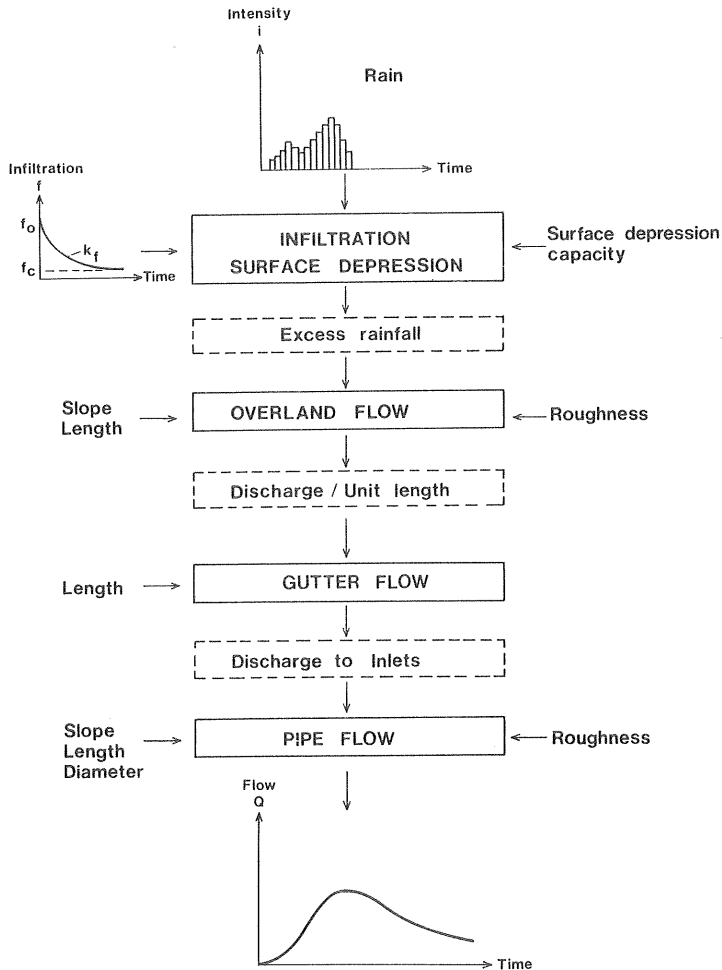 Intensity
i
Rain
Time
Infiltration
f
fo
kf
fc
Time
INFILTRATION
SURFACE DEPRESSION
Surface depression
capacity
Excess rainfall
Slope
Length
OVERLAND FLOW
Roughness
Discharge / Unit length
Length
GUTTER FLOW
Discharge to Inlets
Slope
Length
Diameter
PIPE FLOW
Roughness
Flow
Q
Time